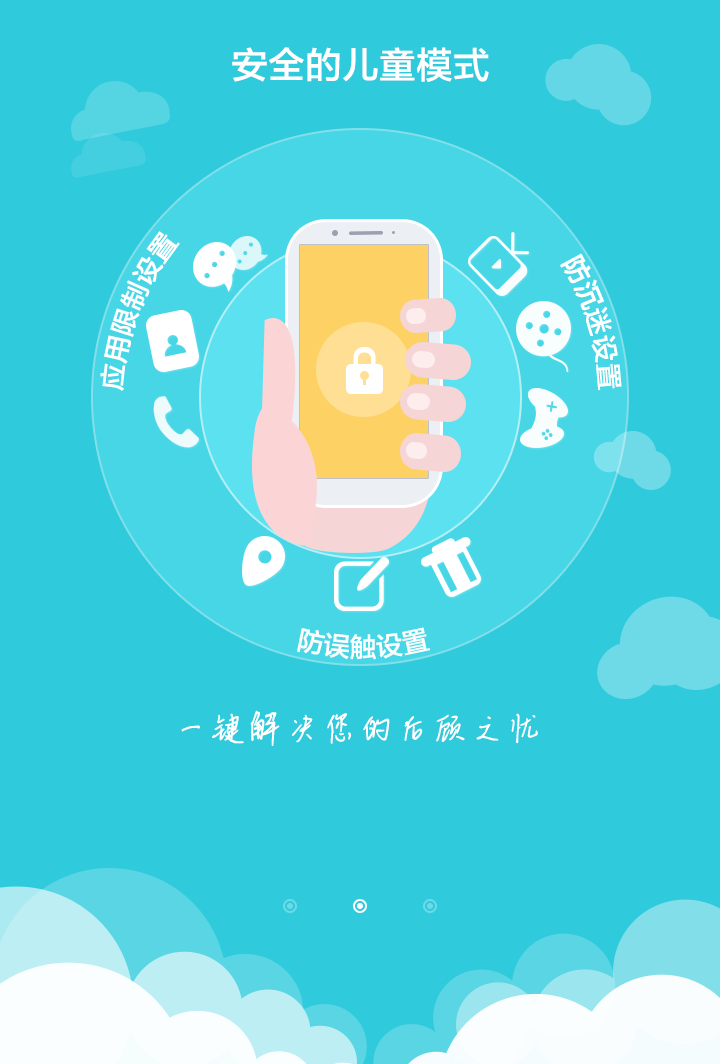 安全的儿童模式
应用限制设置
防沉迷设置
防误触设置
一键解决您的后顾之忧